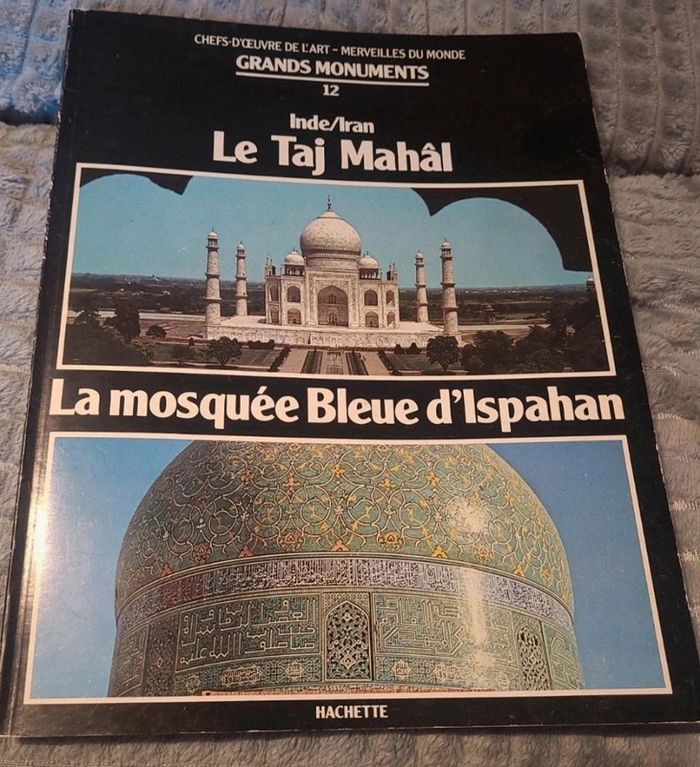 CHEFS-D'ŒUVRE DE L'ART – MERVEILLES DU MONDE
GRANDS MONUMENTS
12
Inde/Iran
Le Taj Mahâl
La mosquée Bleue d'Ispahan
HACHETTE